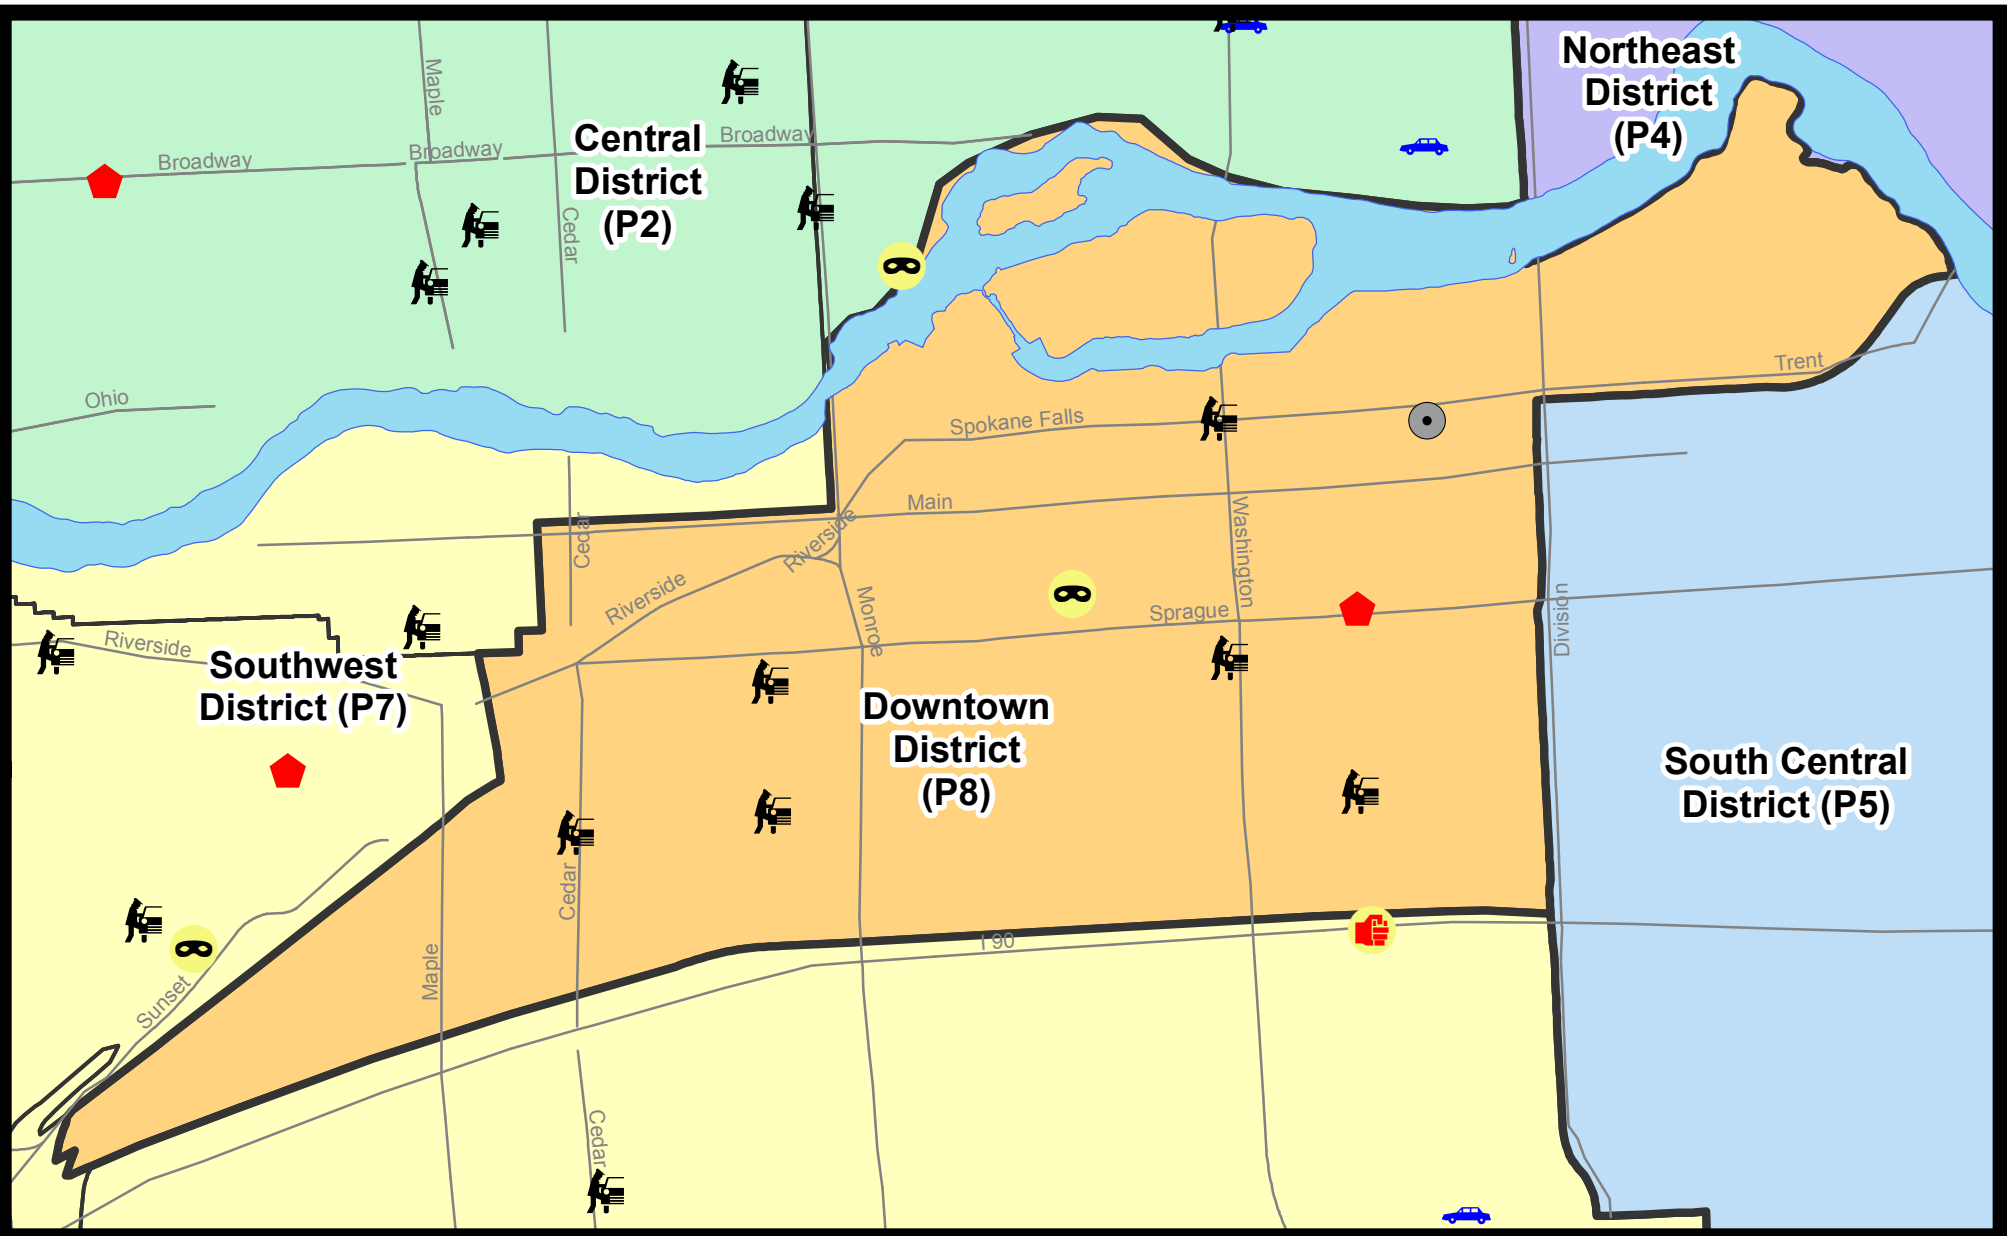 Northeast
District
(P4)
Maple
Central
District
(P2)
Broadway
Broadway
Broadway
Cedar
Ohio
Trent
Spokane Falls
Main
Washington
Cedar
Riverside
Riverside
Monroe
Sprague
Division
Riverside
Southwest
District (P7)
Downtown
District
(P8)
South Central
District (P5)
Cedar
Maple
I 90
Sunset
Cedar